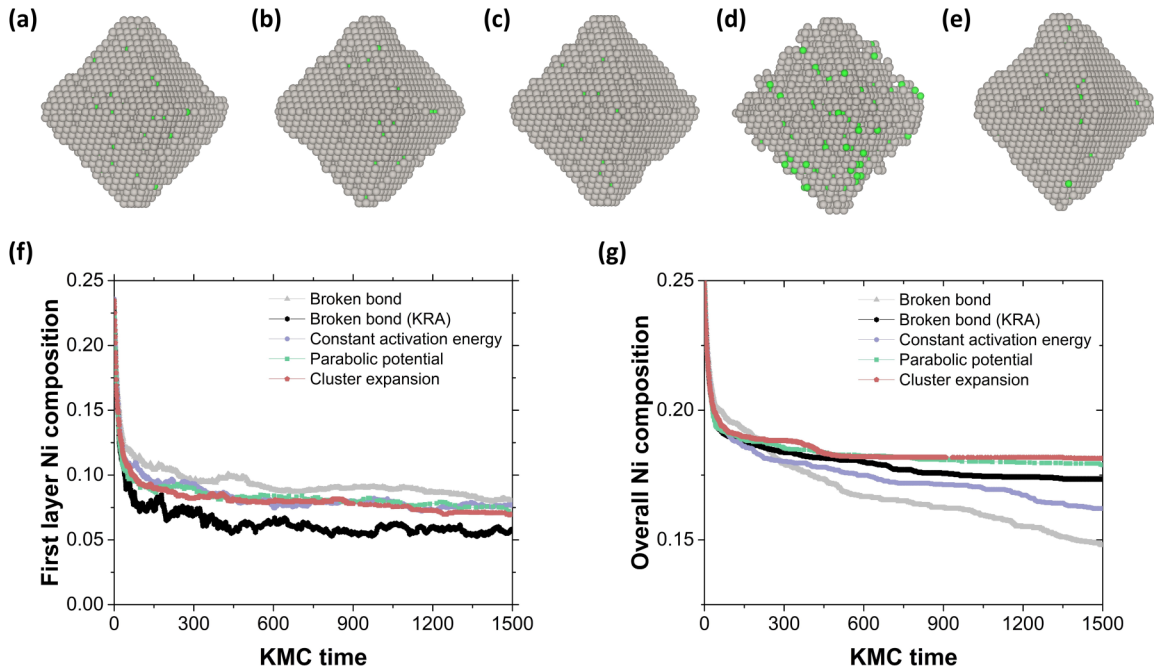 (a)
(b)
(c)
(d)
(e)
(f)
(g)
0.25
0.20
0.15
0.10
0.05
0.00
First layer Ni composition
Broken bond
Broken bond (KRA)
Constant activation energy
Parabolic potential
Cluster expansion
0
300
600
900
1200
1500
KMC time
0.25
0.20
0.15
Overall Ni composition
Broken bond
Broken bond (KRA)
Constant activation energy
Parabolic potential
Cluster expansion
0
300
600
900
1200
1500
KMC time